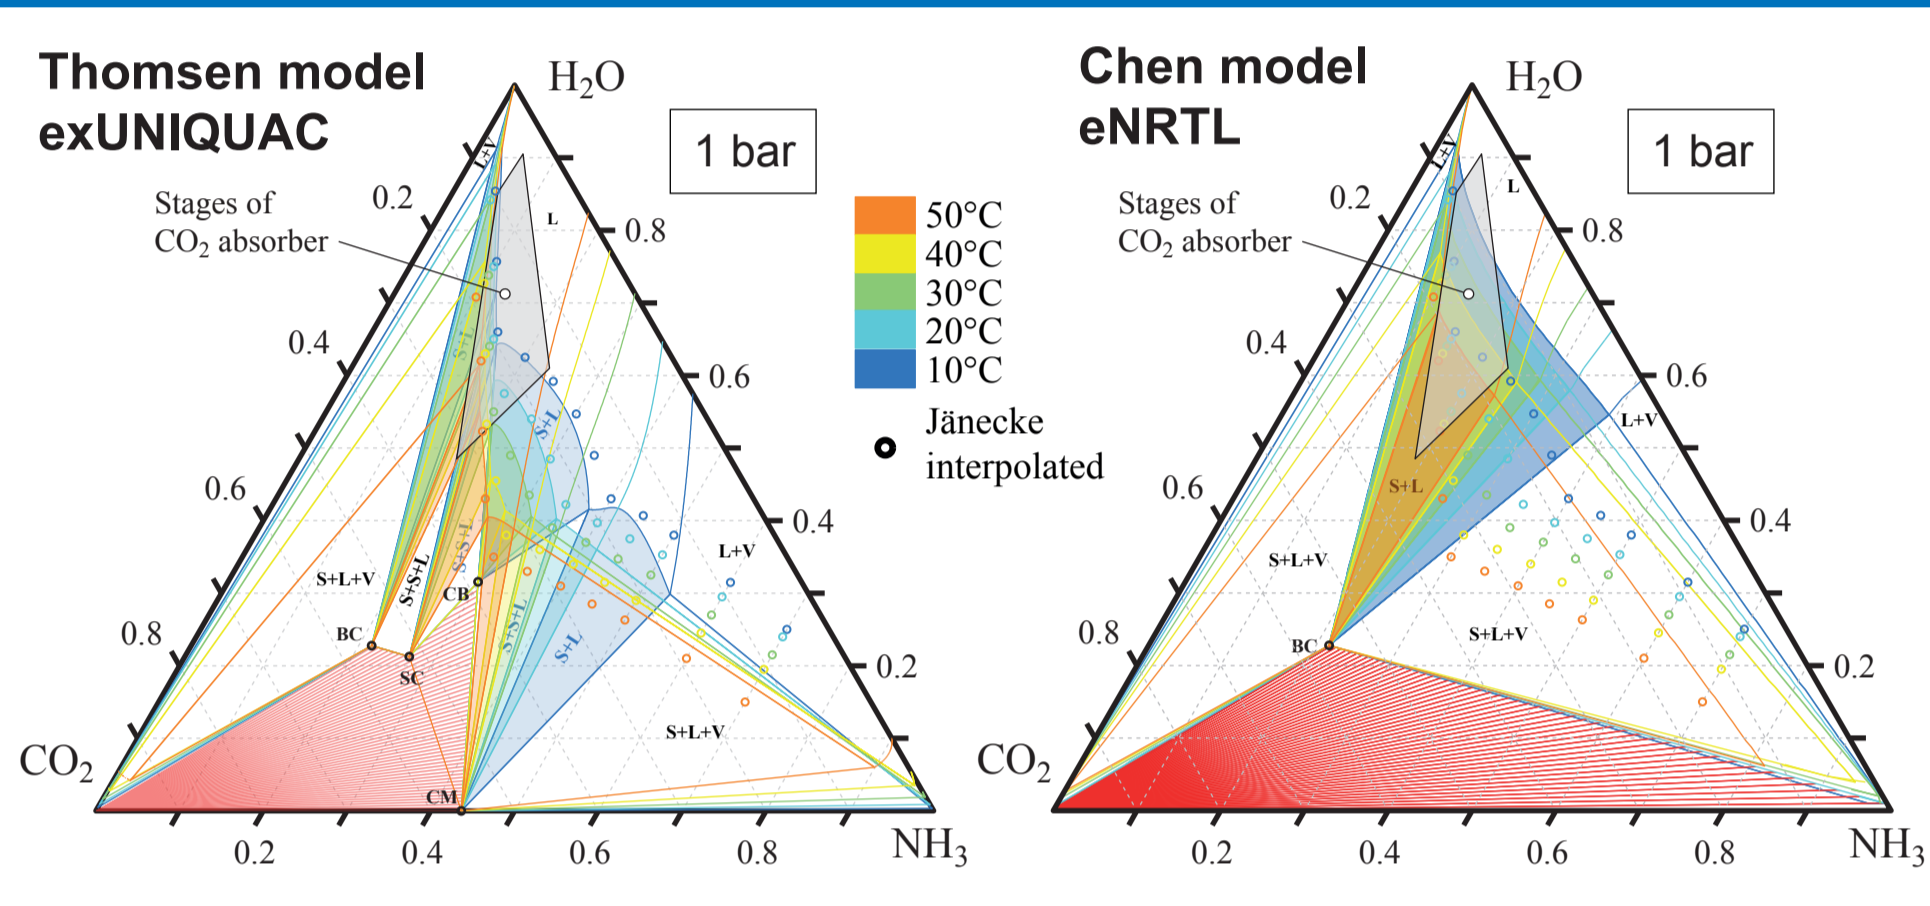 Thomsen model
exUNIQUAC
H₂O
1 bar
Stages of
CO₂ absorber
L+V
L
0.2
0.4
0.6
0.8
0.8
0.6
0.4
0.2
S+L
S+L
S+L+V
S+S+L
S+S+L
CB
L+V
BC
SC
S+S+L
S+L
S+L+V
CM
CO₂
NH₃
0.2
0.4
0.6
0.8
50°C
40°C
30°C
20°C
10°C
Jänecke
interpolated
Chen model
eNRTL
H₂O
1 bar
Stages of
CO₂ absorber
L+V
L
0.2
0.4
0.6
0.8
0.8
0.6
0.4
0.2
L+V
S+L
S+L+V
S+L+V
BC
CO₂
NH₃
0.2
0.4
0.6
0.8